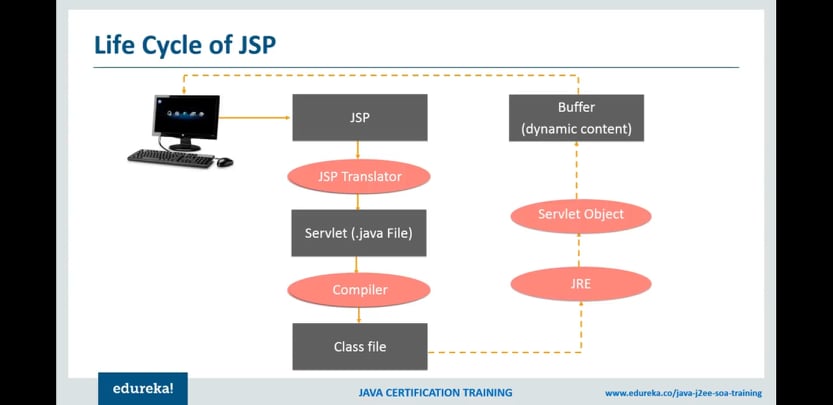 Life Cycle of JSP
JSP
JSP Translator
Servlet (.java File)
Compiler
Class file
JRE
Servlet Object
Buffer
(dynamic content)
edureka!
JAVA CERTIFICATION TRAINING
www.edureka.co/java-j2ee-soa-training